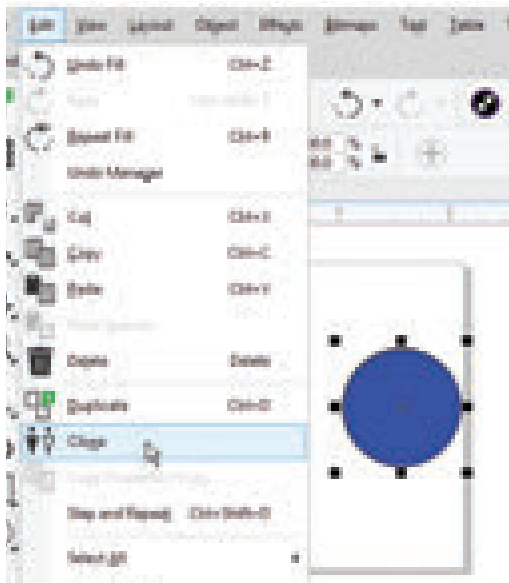 Edit View Layout Object Effects Bitmaps Text Table
Undo Fill Ctrl+Z
Repeat Fill Ctrl+R
Undo Manager
Cut Ctrl+X
Copy Ctrl+C
Paste Ctrl+V
Delete Delete
Duplicate Ctrl+D
Clone
Step and Repeat Ctrl+Shift+D
Select All